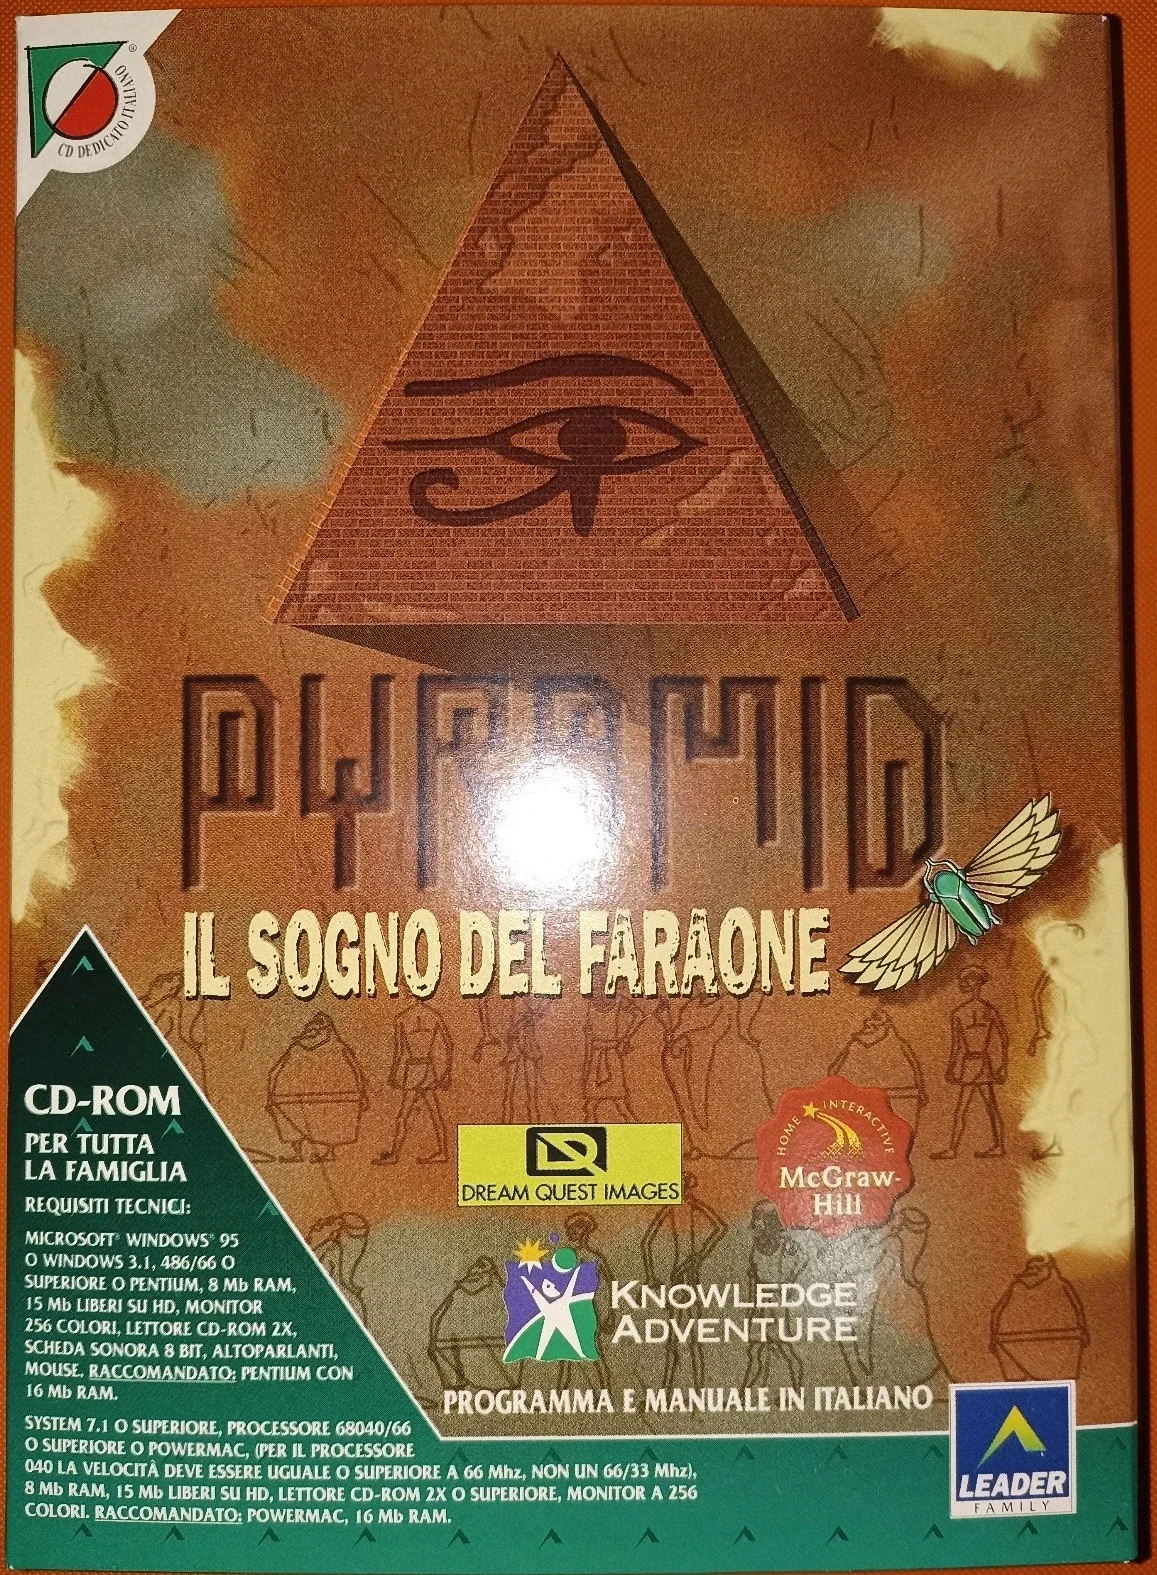 CD DEDICATO ITALIANO
®
PYRAMID
IL SOGNO DEL FARAONE
CD-ROM
PER TUTTA
LA FAMIGLIA
REQUISITI TECNICI:
MICROSOFT® WINDOWS® 95
O WINDOWS 3.1, 486/66 O
SUPERIORE O PENTIUM, 8 Mb RAM,
15 Mb LIBERI SU HD, MONITOR
256 COLORI, LETTORE CD-ROM 2X,
SCHEDA SONORA 8 BIT, ALTOPARLANTI,
MOUSE. RACCOMANDATO: PENTIUM CON
16 Mb RAM.
SYSTEM 7.1 O SUPERIORE, PROCESSORE 68040/66
O SUPERIORE O POWERMAC, (PER IL PROCESSORE
040 LA VELOCITÀ DEVE ESSERE UGUALE O SUPERIORE A 66 Mhz, NON UN 66/33 Mhz),
8 Mb RAM, 15 Mb LIBERI SU HD, LETTORE CD-ROM 2X O SUPERIORE, MONITOR A 256
COLORI. RACCOMANDATO: POWERMAC, 16 Mb RAM.
DREAM QUEST IMAGES
HOME INTERACTIVE
McGraw-
Hill
KNOWLEDGE
ADVENTURE
PROGRAMMA E MANUALE IN ITALIANO
LEADER
FAMILY